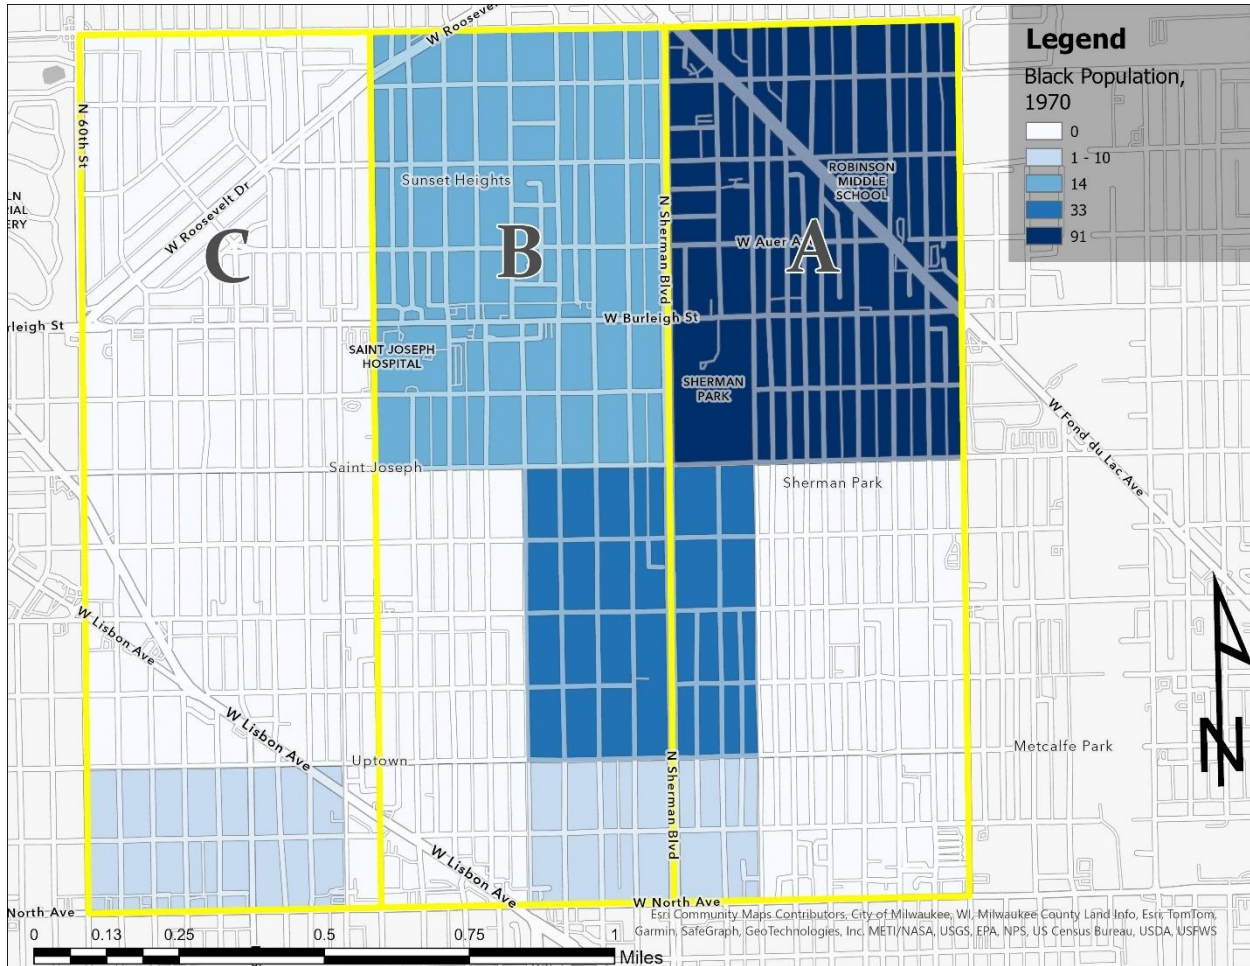 W Roosevelt
Legend
Black Population,
1970
0
1 - 10
14
33
91
N 60th St
Sunset Heights
ROBINSON
MIDDLE
SCHOOL
LN
RIAL
ERY
W Roosevelt Dr
N Sherman Blvd
W Auer A
C
B
A
rleigh St
W Burleigh St
SAINT JOSEPH
HOSPITAL
SHERMAN
PARK
W Fond du Lac Ave
Saint Joseph
Sherman Park
W Lisbon Ave
W Lisbon Ave
Uptown
N Sherman Blvd
Metcalfe Park
N
W Lisbon Ave
North Ave
W North Ave
Esri Community Maps Contributors, City of Milwaukee, WI, Milwaukee County Land Info, Esri, TomTom,
Garmin, SafeGraph, GeoTechnologies, Inc. METI/NASA, USGS, EPA, NPS, US Census Bureau, USDA, USFWS
0 0.13 0.25 0.5 0.75 1
Miles